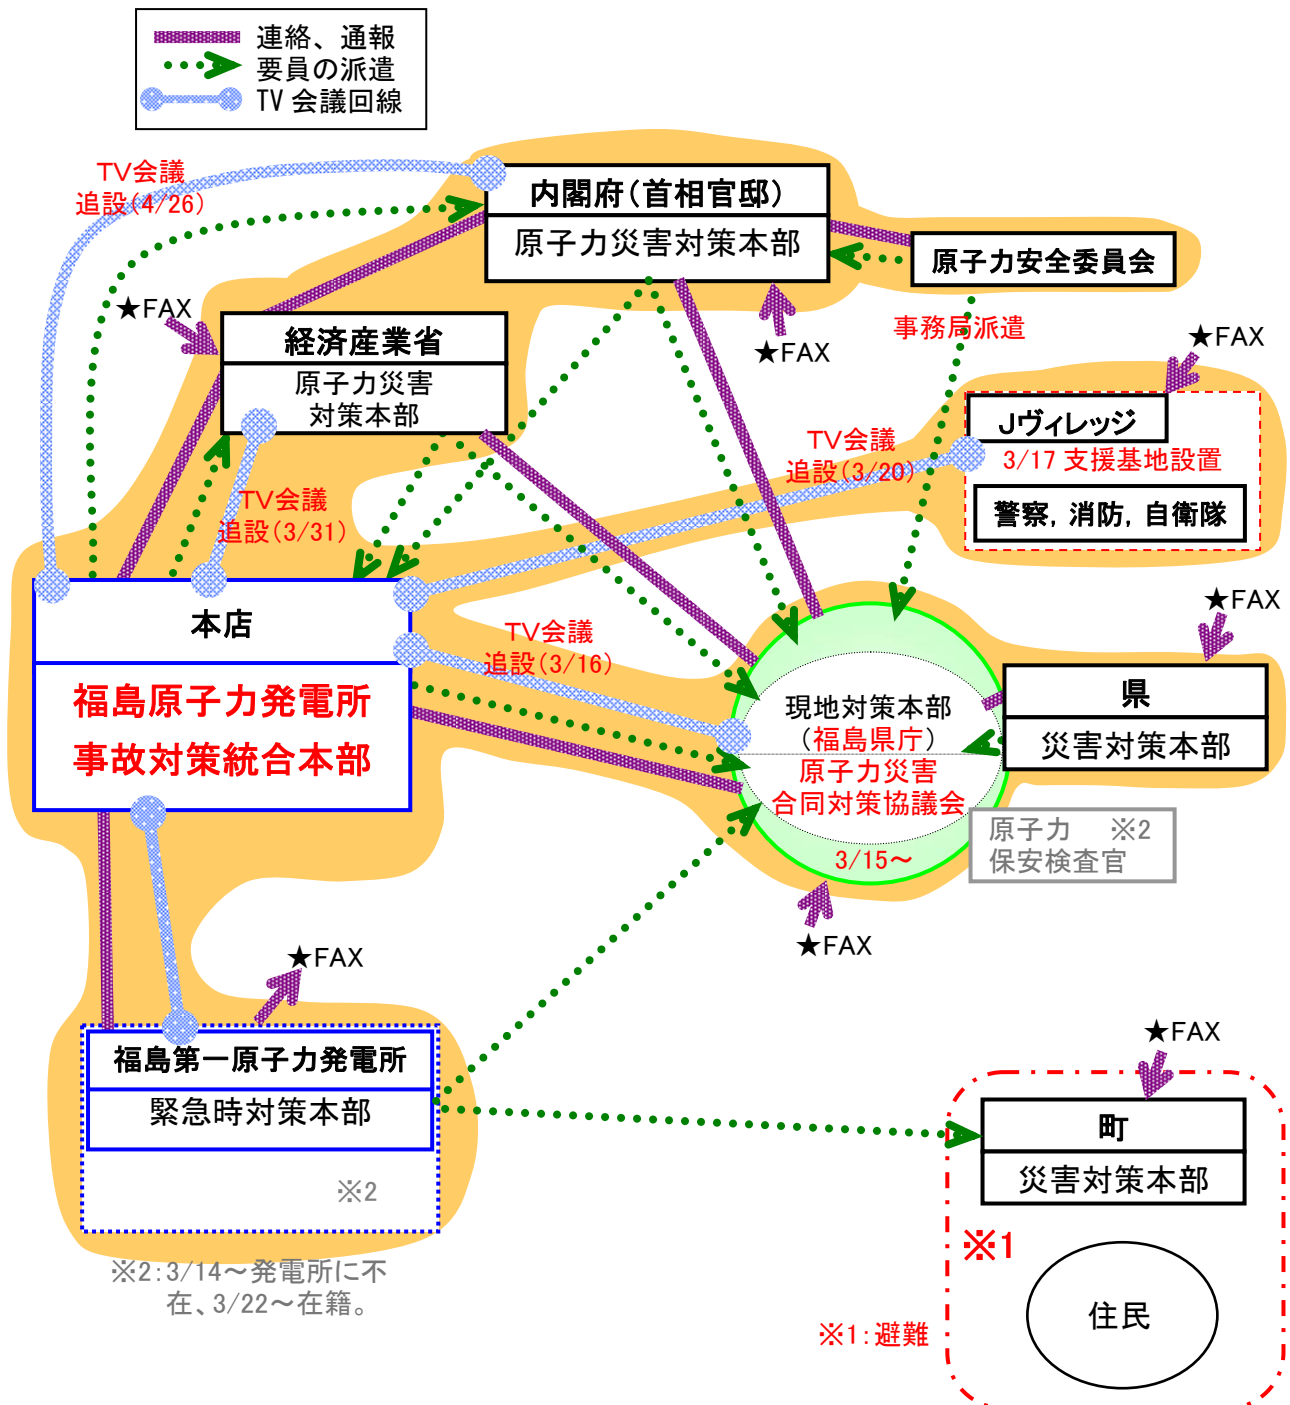 連絡、通報
要員の派遣
TV会議回線
TV会議
追設(4/26)
内閣府(首相官邸)
原子力災害対策本部
原子力安全委員会
★FAX
経済産業省
原子力災害
対策本部
★FAX
事務局派遣
★FAX
Jヴィレッジ
3/17 支援基地設置
警察,消防,自衛隊
TV会議
追設(3/20)
TV会議
追設(3/31)
本店
福島原子力発電所
事故対策統合本部
TV会議
追設(3/16)
現地対策本部
(福島県庁)
原子力災害
合同対策協議会
3/15～
★FAX
県
災害対策本部
原子力 ※2
保安検査官
★FAX
★FAX
福島第一原子力発電所
緊急時対策本部
※2
※2:3/14～発電所に不
在、3/22～在籍。
★FAX
町
災害対策本部
※1
住民
※1:避難